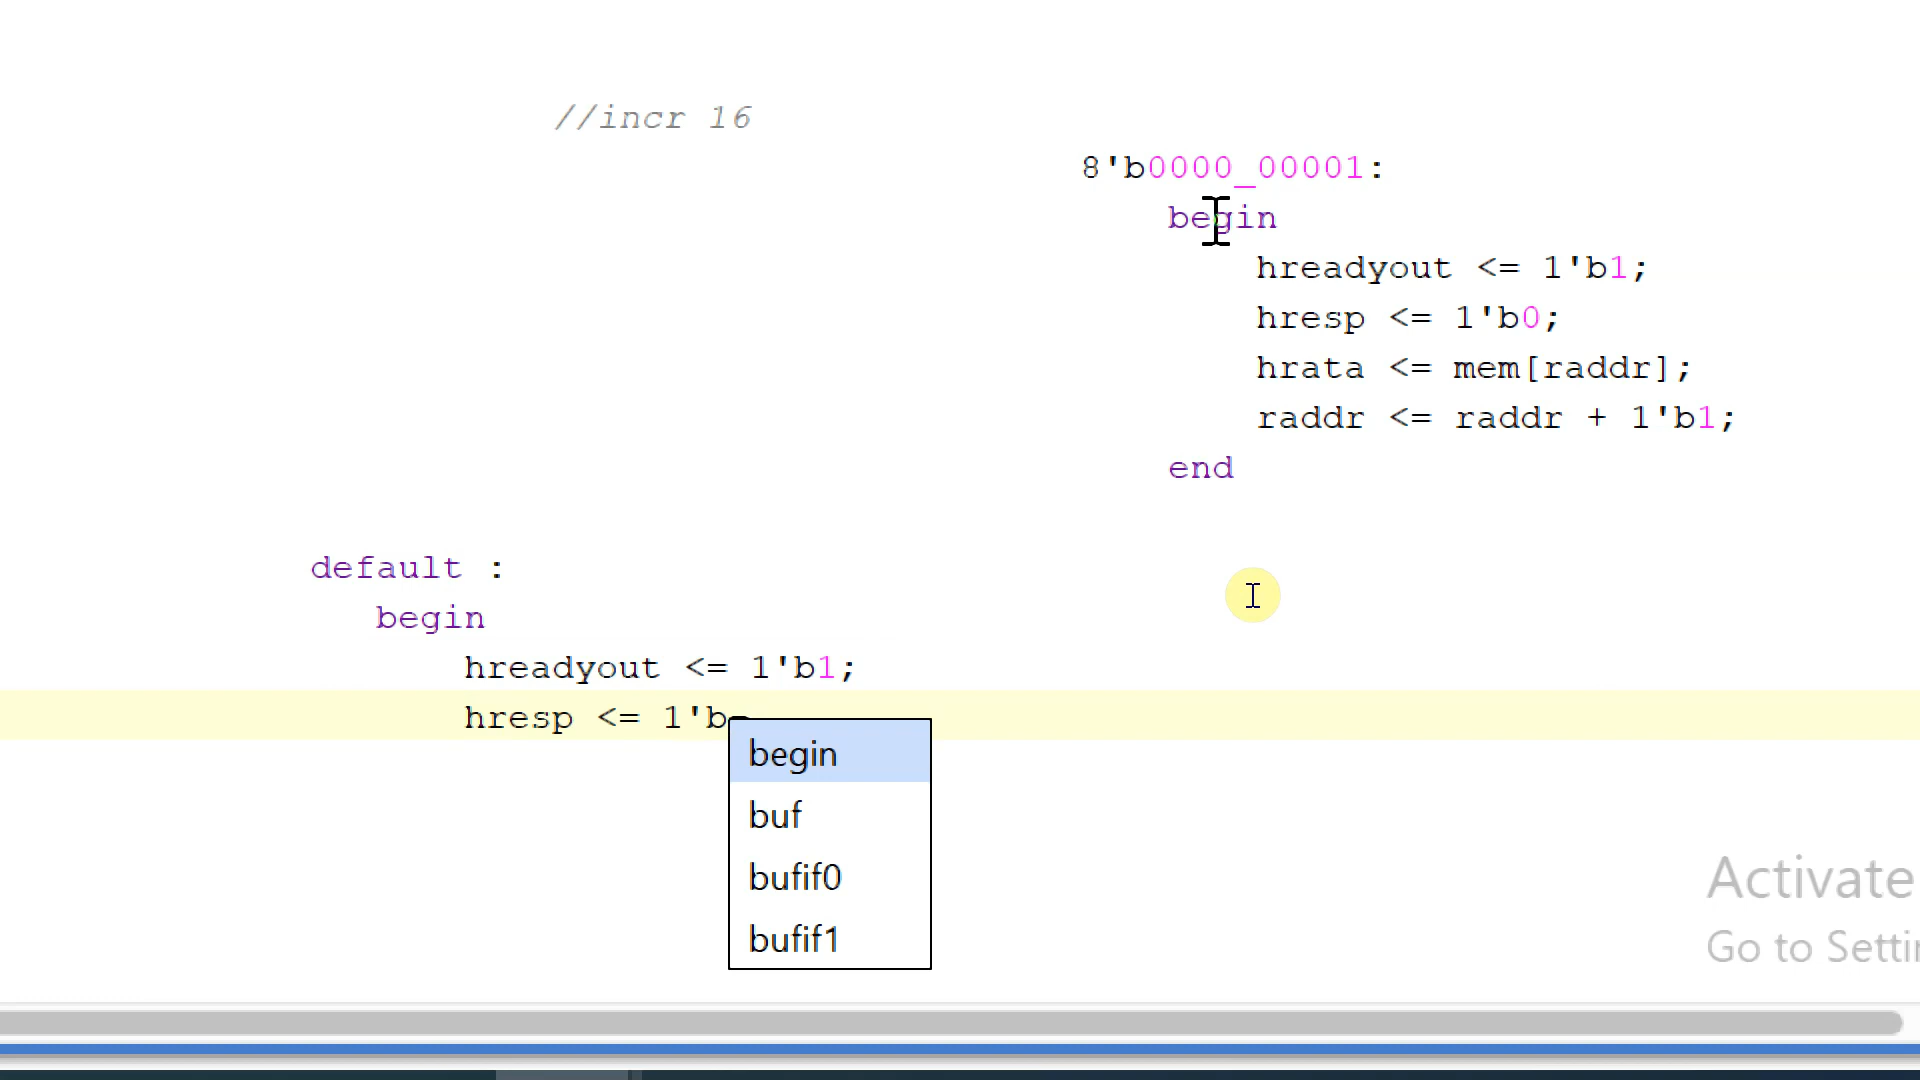 //incr 16
8'b0000_00001:
begin
hreadyout <= 1'b1;
hresp <= 1'b0;
hrata <= mem[raddr];
raddr <= raddr + 1'b1;
end
default :
begin
hreadyout <= 1'b1;
hresp <= 1'b
begin
buf
bufif0
bufif1
Activate
Go to